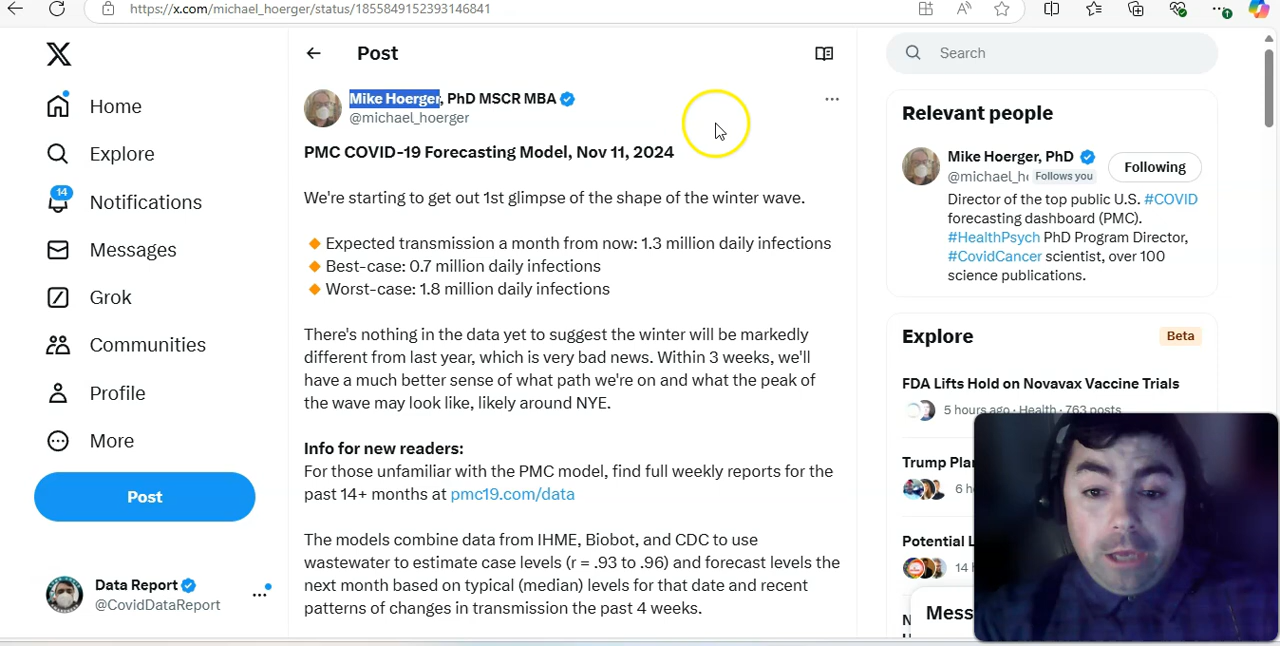 https://x.com/michael_hoerger/status/1855849152393146841
Home
Explore
14
Notifications
Messages
Grok
Communities
Profile
More
Post
Data Report
@CovidDataReport
Post
Mike Hoerger, PhD MSCR MBA
@michael_hoerger
PMC COVID-19 Forecasting Model, Nov 11, 2024
We're starting to get out 1st glimpse of the shape of the winter wave.
🔸Expected transmission a month from now: 1.3 million daily infections
🔸Best-case: 0.7 million daily infections
🔸Worst-case: 1.8 million daily infections
There's nothing in the data yet to suggest the winter will be markedly
different from last year, which is very bad news. Within 3 weeks, we'll
have a much better sense of what path we're on and what the peak of
the wave may look like, likely around NYE.
Info for new readers:
For those unfamiliar with the PMC model, find full weekly reports for the
past 14+ months at pmc19.com/data
The models combine data from IHME, Biobot, and CDC to use
wastewater to estimate case levels (r = .93 to .96) and forecast levels the
next month based on typical (median) levels for that date and recent
patterns of changes in transmission the past 4 weeks.
Search
Relevant people
Mike Hoerger, PhD
@michael_h
Follows you
Following
Director of the top public U.S. #COVID
forecasting dashboard (PMC).
#HealthPsych PhD Program Director,
#CovidCancer scientist, over 100
science publications.
Explore
Beta
FDA Lifts Hold on Novavax Vaccine Trials
5 hours ago · Health · 763 posts
Trump
6 h
Potential
14
Mess